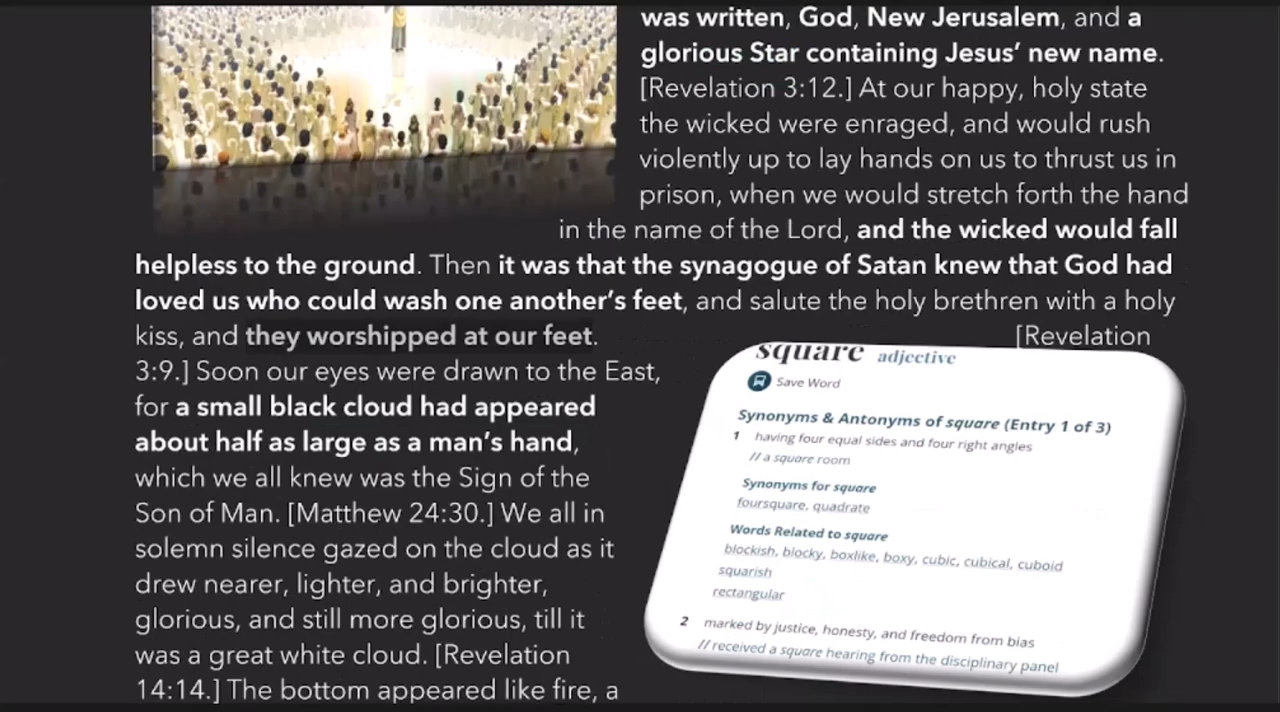 was written, God, New Jerusalem, and a
glorious Star containing Jesus’ new name.
[Revelation 3:12.] At our happy, holy state
the wicked were enraged, and would rush
violently up to lay hands on us to thrust us in
prison, when we would stretch forth the hand
in the name of the Lord, and the wicked would fall
helpless to the ground. Then it was that the synagogue of Satan knew that God had
loved us who could wash one another’s feet, and salute the holy brethren with a holy
kiss, and they worshipped at our feet. [Revelation
3:9.] Soon our eyes were drawn to the East,
for a small black cloud had appeared
about half as large as a man’s hand,
which we all knew was the Sign of the
Son of Man. [Matthew 24:30.] We all in
solemn silence gazed on the cloud as it
drew nearer, lighter, and brighter,
glorious, and still more glorious, till it
was a great white cloud. [Revelation
14:14.] The bottom appeared like fire, a
square adjective
Save Word
Synonyms & Antonyms of square (Entry 1 of 3)
1 having four equal sides and four right angles
// a square room
Synonyms for square
foursquare, quadrate
Words Related to square
blockish, blocky, boxlike, boxy, cubic, cubical, cuboid
squarish
rectangular
2 marked by justice, honesty, and freedom from bias
// received a square hearing from the disciplinary panel